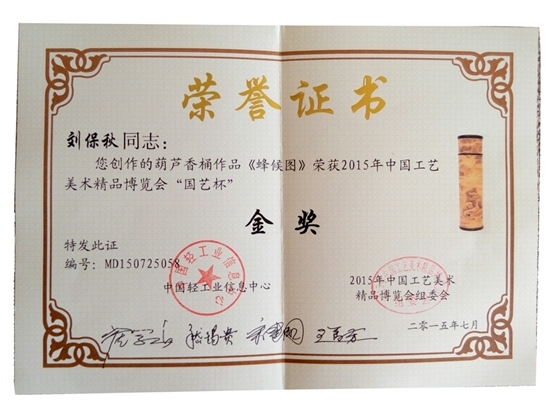 荣誉证书
刘保秋同志：
您创作的葫芦香桶作品《蜂候图》荣获2015年中国工艺
美术精品博览会“国艺杯”
金奖
特发此证
编号：MD150725058
中国轻工业信息中心
2015年中国工艺美术
精品博览会组委会
二〇一五年七月